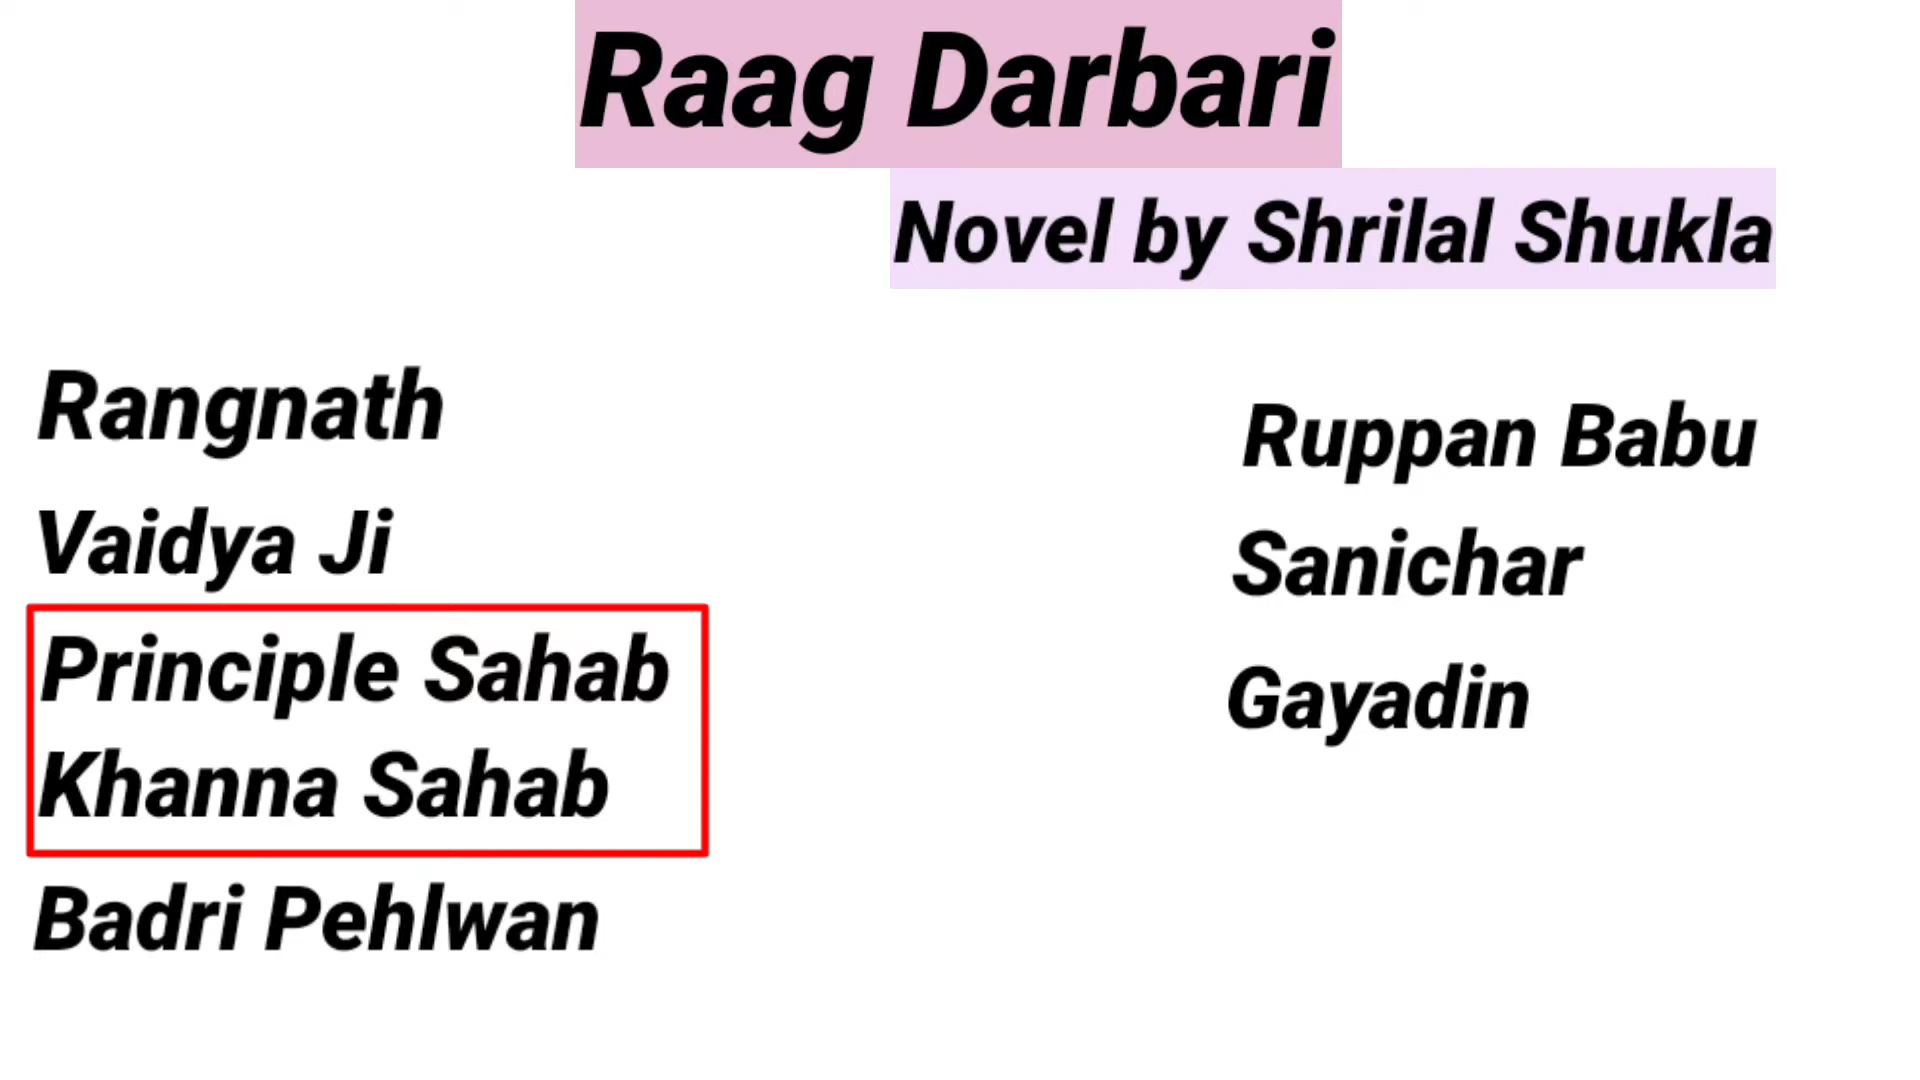 Raag Darbari
Novel by Shrilal Shukla
Rangnath
Vaidya Ji
Principle Sahab
Khanna Sahab
Badri Pehlwan
Ruppan Babu
Sanichar
Gayadin